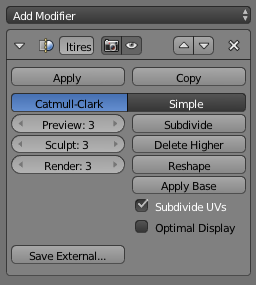 Add Modifier
ltires
Apply Copy
Catmull-Clark Simple
Preview: 3 Subdivide
Sculpt: 3 Delete Higher
Render: 3 Reshape
Apply Base
Subdivide UVs
Optimal Display
Save External...